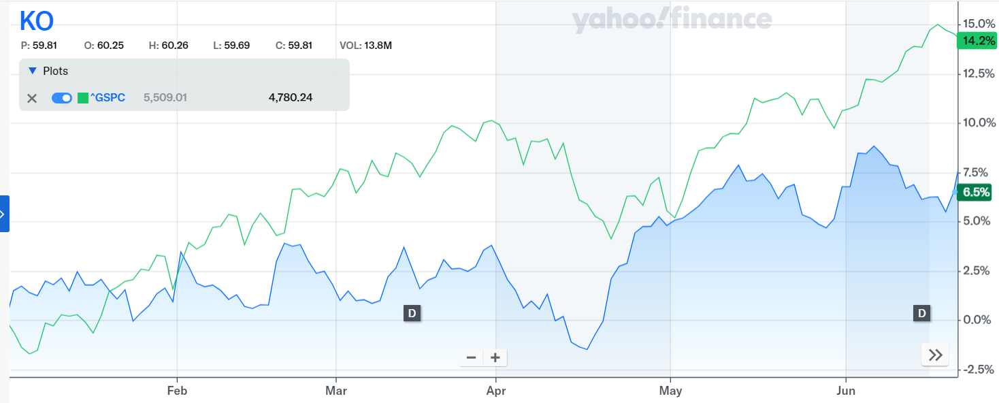 KO
yahoo!finance
P: 59.81 O: 60.25 H: 60.26 L: 59.69 C: 59.81 VOL: 13.8M
Plots
^GSPC 5,509.01 4,780.24
15.0%
14.2%
12.5%
10.0%
7.5%
6.5%
5.0%
2.5%
0.0%
-2.5%
D
D
Feb Mar Apr May Jun